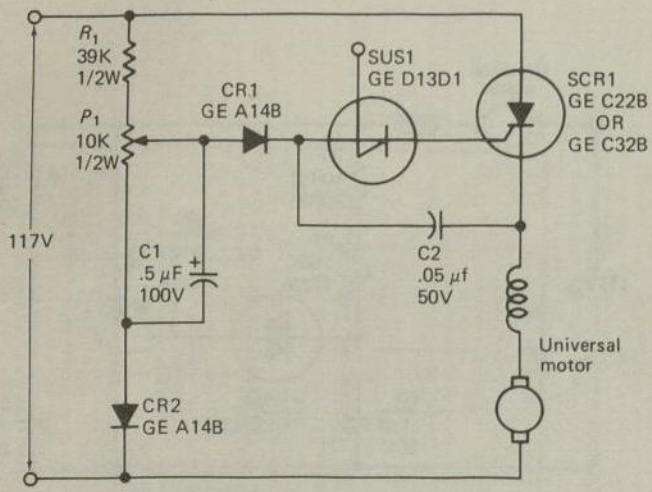 R1
39K
1/2W
P1
10K
1/2W
117V
CR1
GE A14B
SUS1
GE D13D1
SCR1
GE C22B
OR
GE C32B
C1
.5 μF
100V
+
C2
.05 μf
50V
Universal
motor
CR2
GE A14B